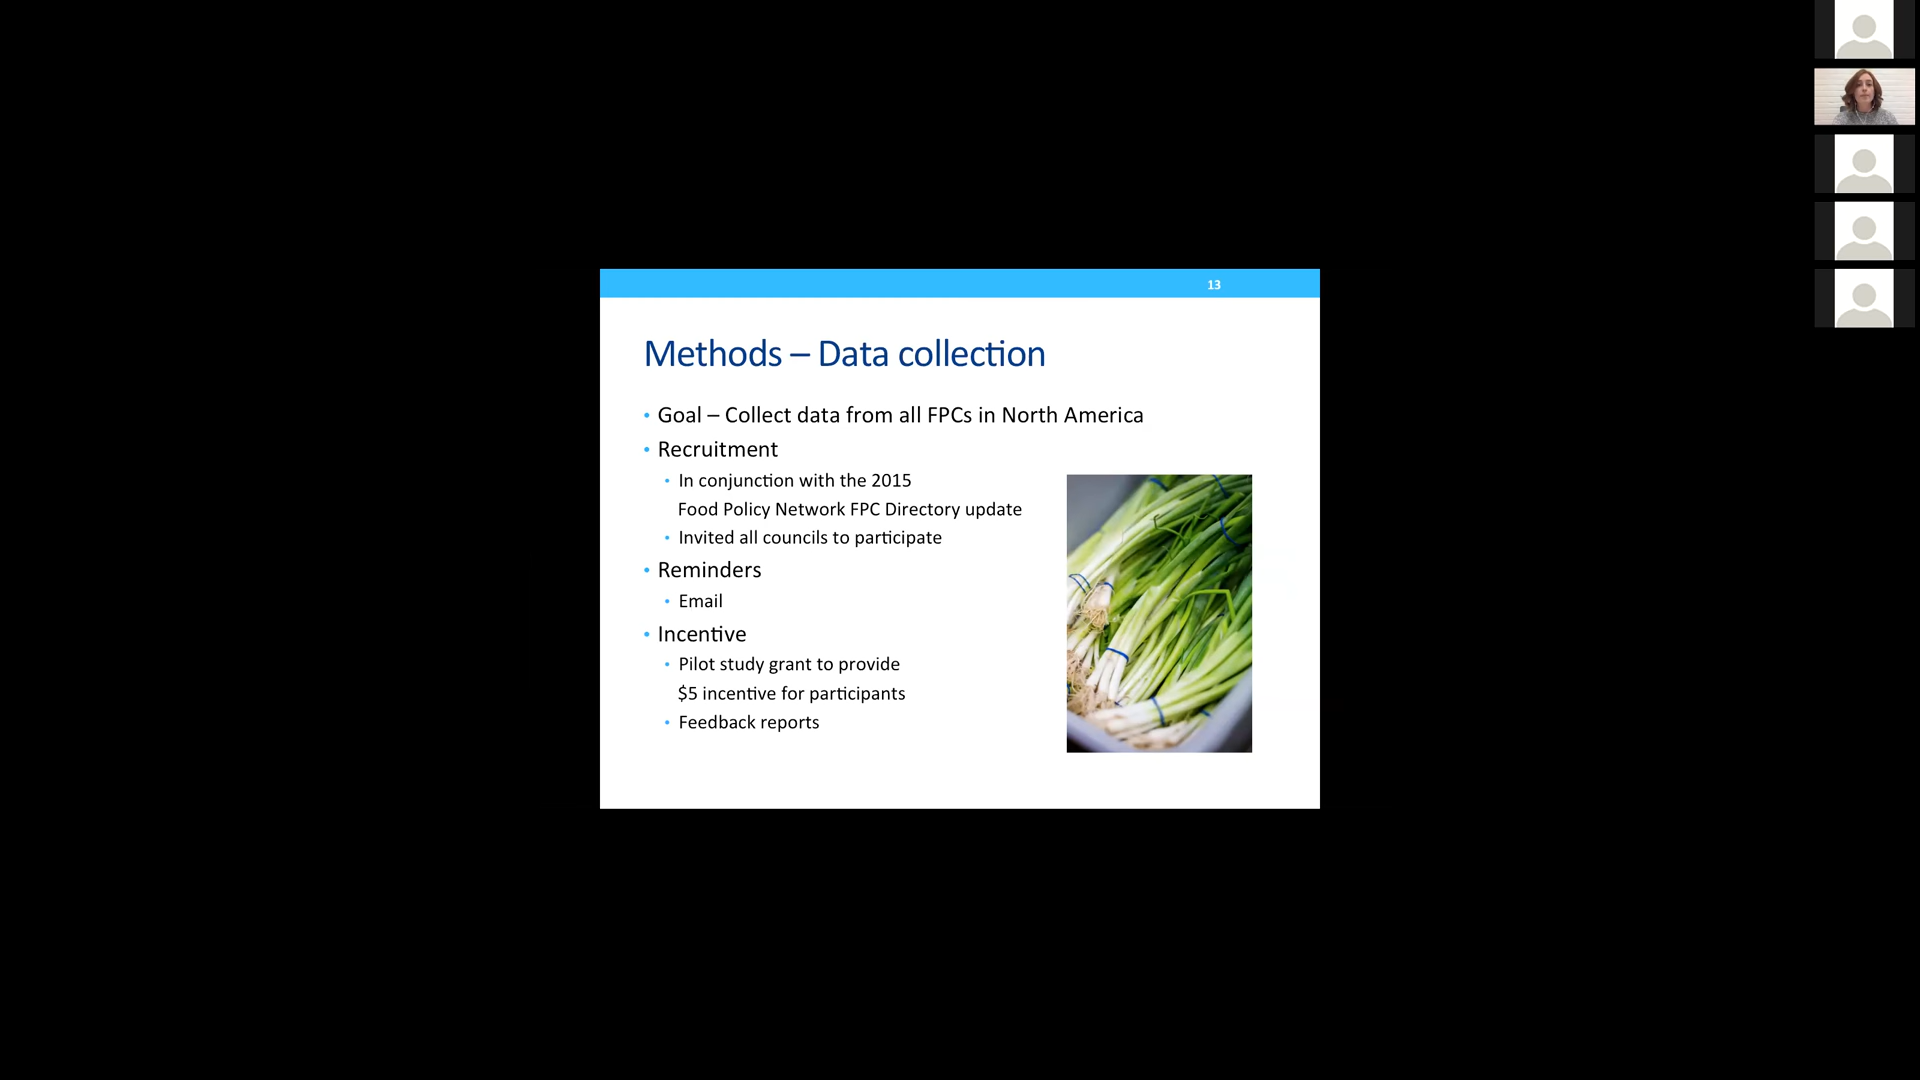 13
Methods – Data collection
• Goal – Collect data from all FPCs in North America
• Recruitment
• In conjunction with the 2015
Food Policy Network FPC Directory update
• Invited all councils to participate
• Reminders
• Email
• Incentive
• Pilot study grant to provide
$5 incentive for participants
• Feedback reports